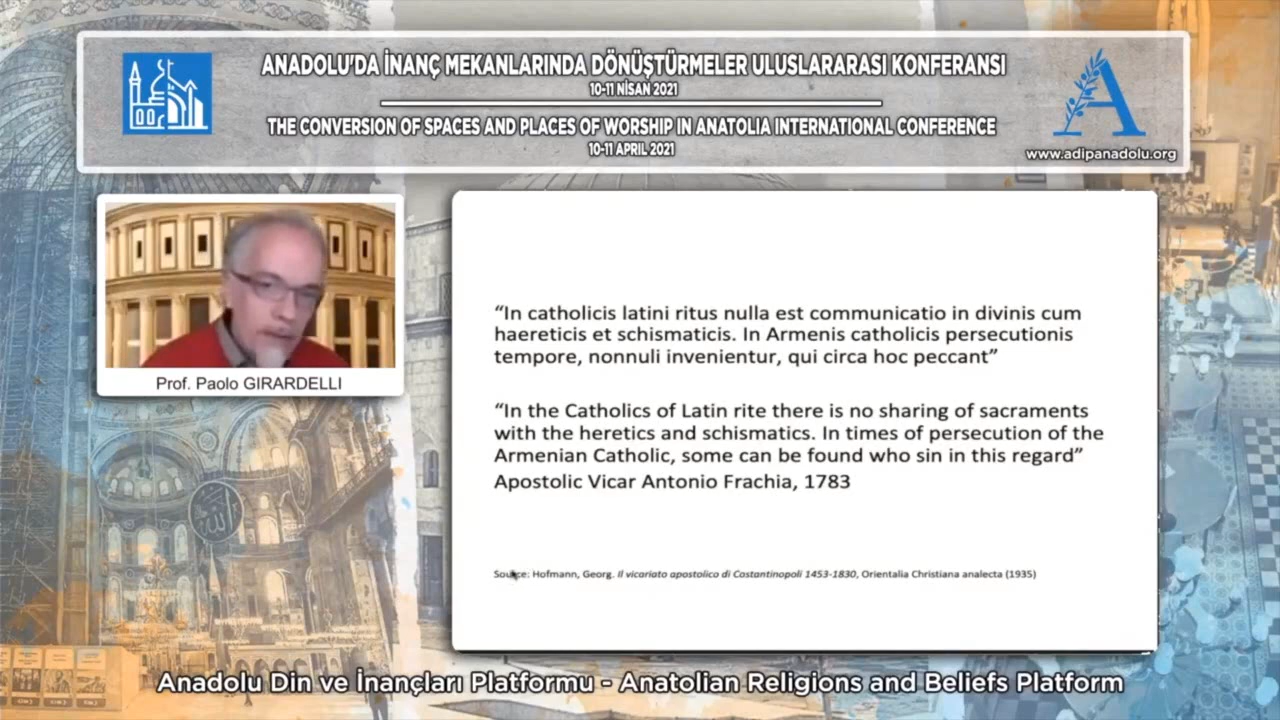 ANADOLU'DA İNANÇ MEKANLARINDA DÖNÜŞTÜRMELER ULUSLARARASI KONFERANSI
10-11 NİSAN 2021
THE CONVERSION OF SPACES AND PLACES OF WORSHIP IN ANATOLIA INTERNATIONAL CONFERENCE
10-11 APRIL 2021
www.adipanadolu.org
Prof. Paolo GIRARDELLI
“In catholicis latini ritus nulla est communicatio in divinis cum
haereticis et schismaticis. In Armenis catholicis persecutionis
tempore, nonnuli invenientur, qui circa hoc peccant”
“In the Catholics of Latin rite there is no sharing of sacraments
with the heretics and schismatics. In times of persecution of the
Armenian Catholic, some can be found who sin in this regard”
Apostolic Vicar Antonio Frachia, 1783
Source: Hofmann, Georg. Il vicariato apostolico di Costantinopoli 1453-1830, Orientalia Christiana analecta (1935)
Anadolu Din ve İnançları Platformu - Anatolian Religions and Beliefs Platform